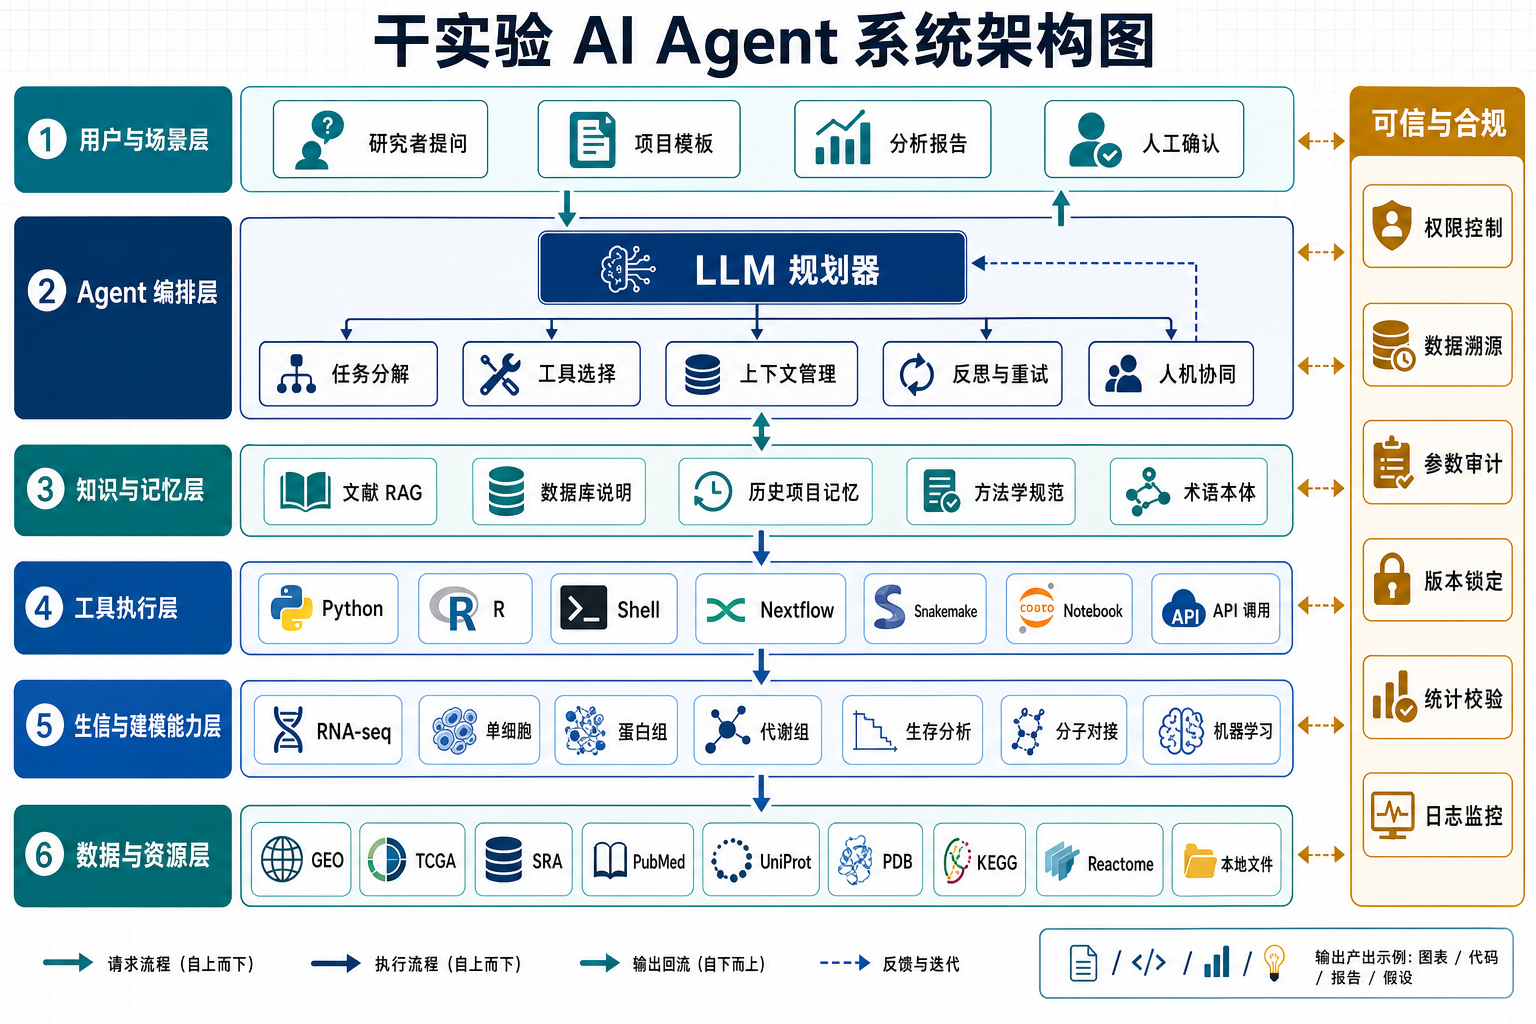 干实验 AI Agent 系统架构图
1 用户与场景层
?
研究者提问
项目模板
分析报告
人工确认
可信与合规
权限控制
数据溯源
参数审计
版本锁定
统计校验
日志监控
2 Agent 编排层
LLM 规划器
任务分解
工具选择
上下文管理
反思与重试
人机协同
3 知识与记忆层
文献 RAG
数据库说明
历史项目记忆
方法学规范
术语本体
4 工具执行层
Python
R R
>_ Shell
Nextflow
S Snakemake
Notebook
API API 调用
5 生信与建模能力层
RNA-seq
单细胞
蛋白组
代谢组
生存分析
分子对接
机器学习
6 数据与资源层
GEO
TCGA
SRA
PubMed
UniProt
PDB
KEGG
Reactome
本地文件
请求流程（自上而下）
执行流程（自上而下）
输出回流（自下而上）
反馈与迭代
/ </> / /
输出产出示例: 图表 / 代码
/ 报告 / 假设